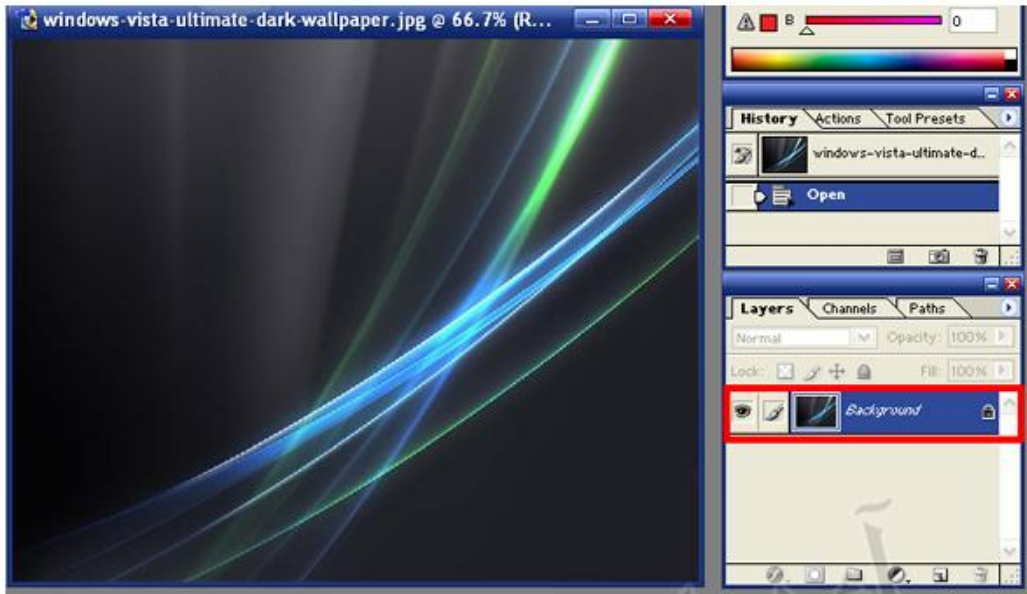 windows-vista-ultimate-dark-wallpaper.jpg @ 66.7% (R...
B
0
History
Actions
Tool Presets
windows-vista-ultimate-d..
Open
Layers
Channels
Paths
Normal
Opacity: 100%
Lock:
Fill: 100%
Background